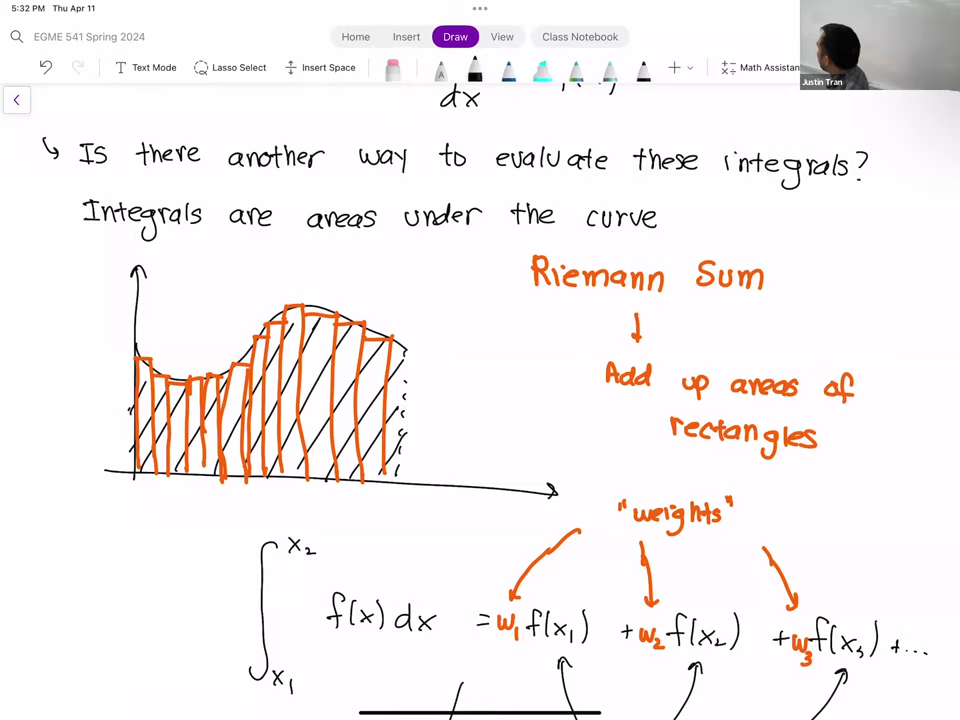 5:32 PM Thu Apr 11
EGME 541 Spring 2024
Home Insert Draw View Class Notebook
Text Mode Lasso Select Insert Space Math Assistan
Justin Tran
dx
Is there another way to evaluate these integrals?
Integrals are areas under the curve
Riemann Sum
Add up areas of
rectangles
"weights"
∫ x₂ x₁ f(x) dx = w₁ f(x₁) + w₂ f(x₂) + w₃ f(x₃) + ...